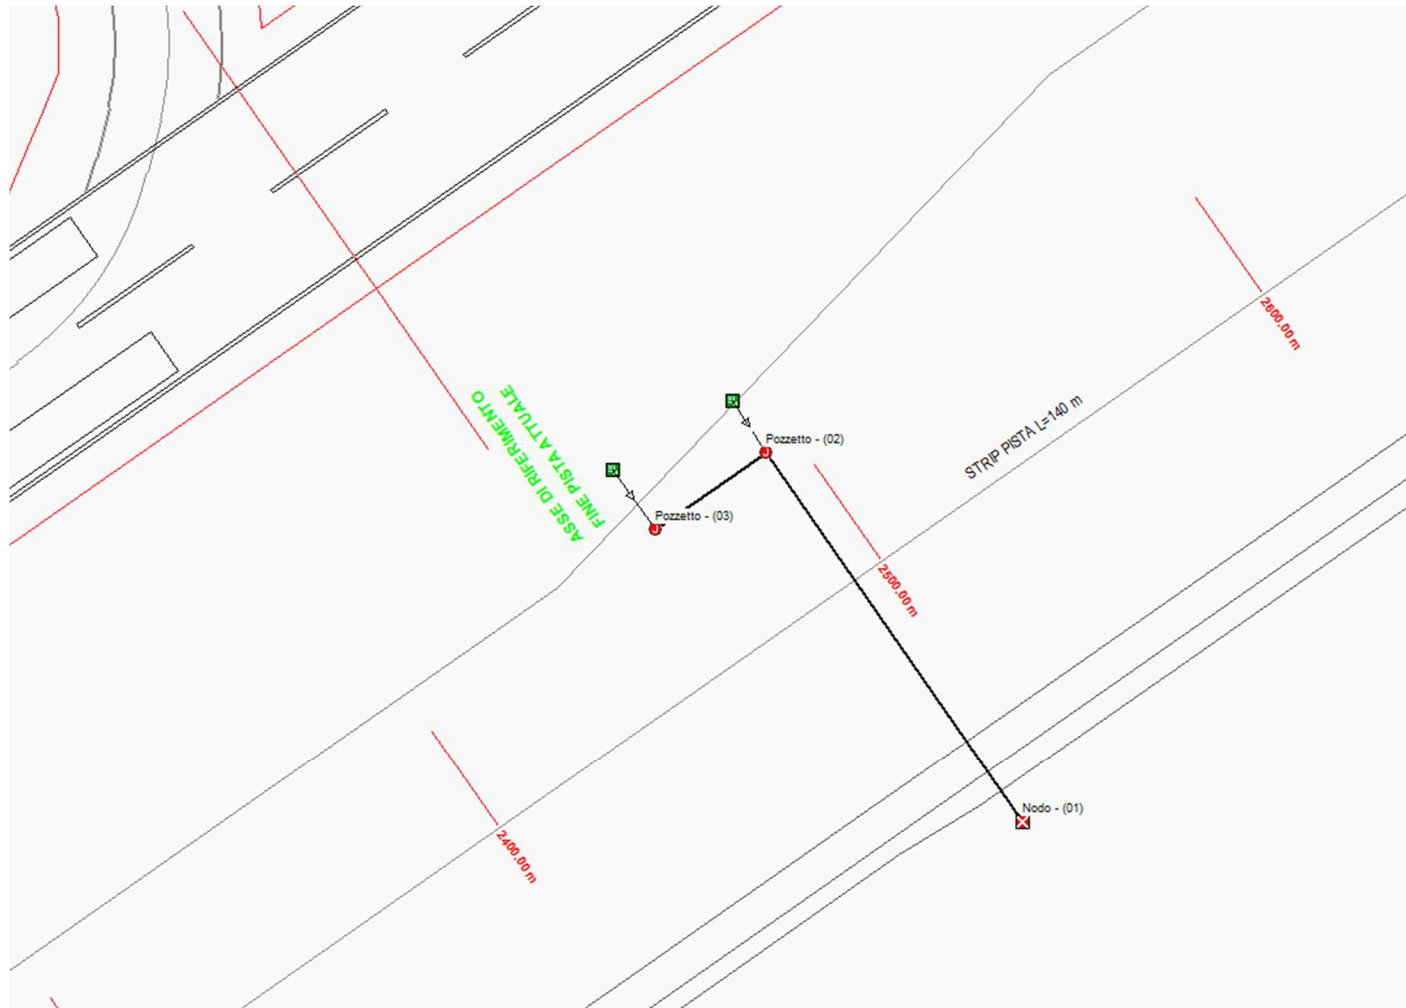 2600,00 m
STRIP PISTA L=140 m
ASSE DI RIFERIMENTO
FINE PISTA ATTUALE
Pozzetto - (02)
Pozzetto - (03)
2500,00 m
Nodo - (01)
2400,00 m